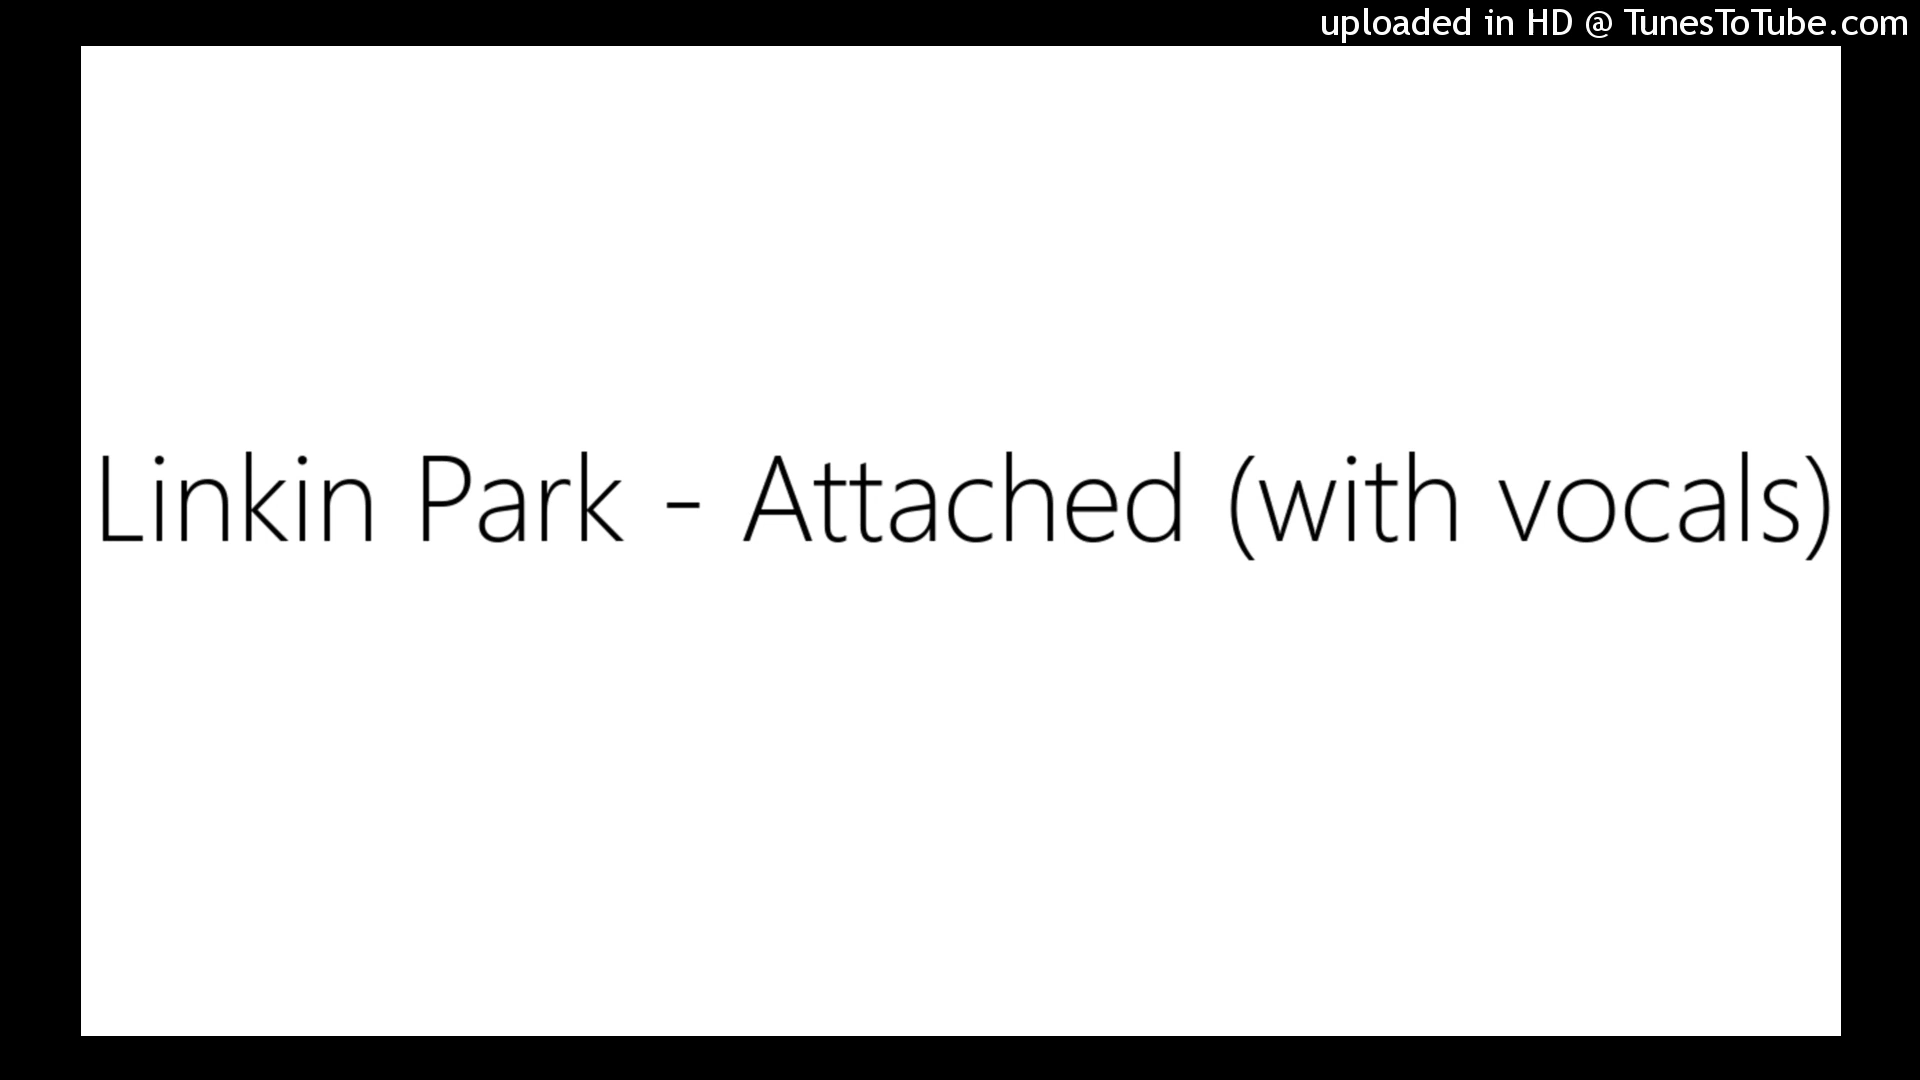 uploaded in HD @ TunesToTube.com
Linkin Park - Attached (with vocals)